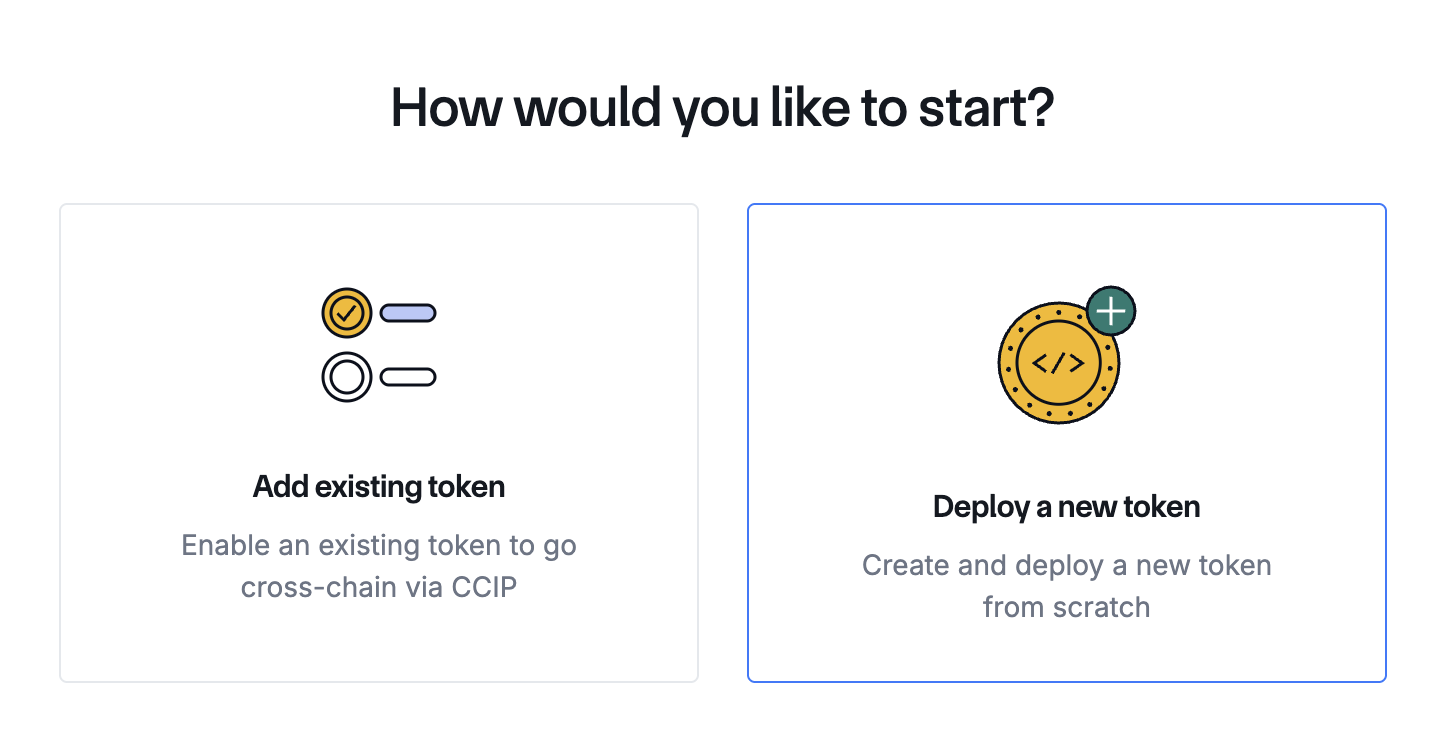 How would you like to start?
Add existing token
Enable an existing token to go
cross-chain via CCIP
</>
Deploy a new token
Create and deploy a new token
from scratch